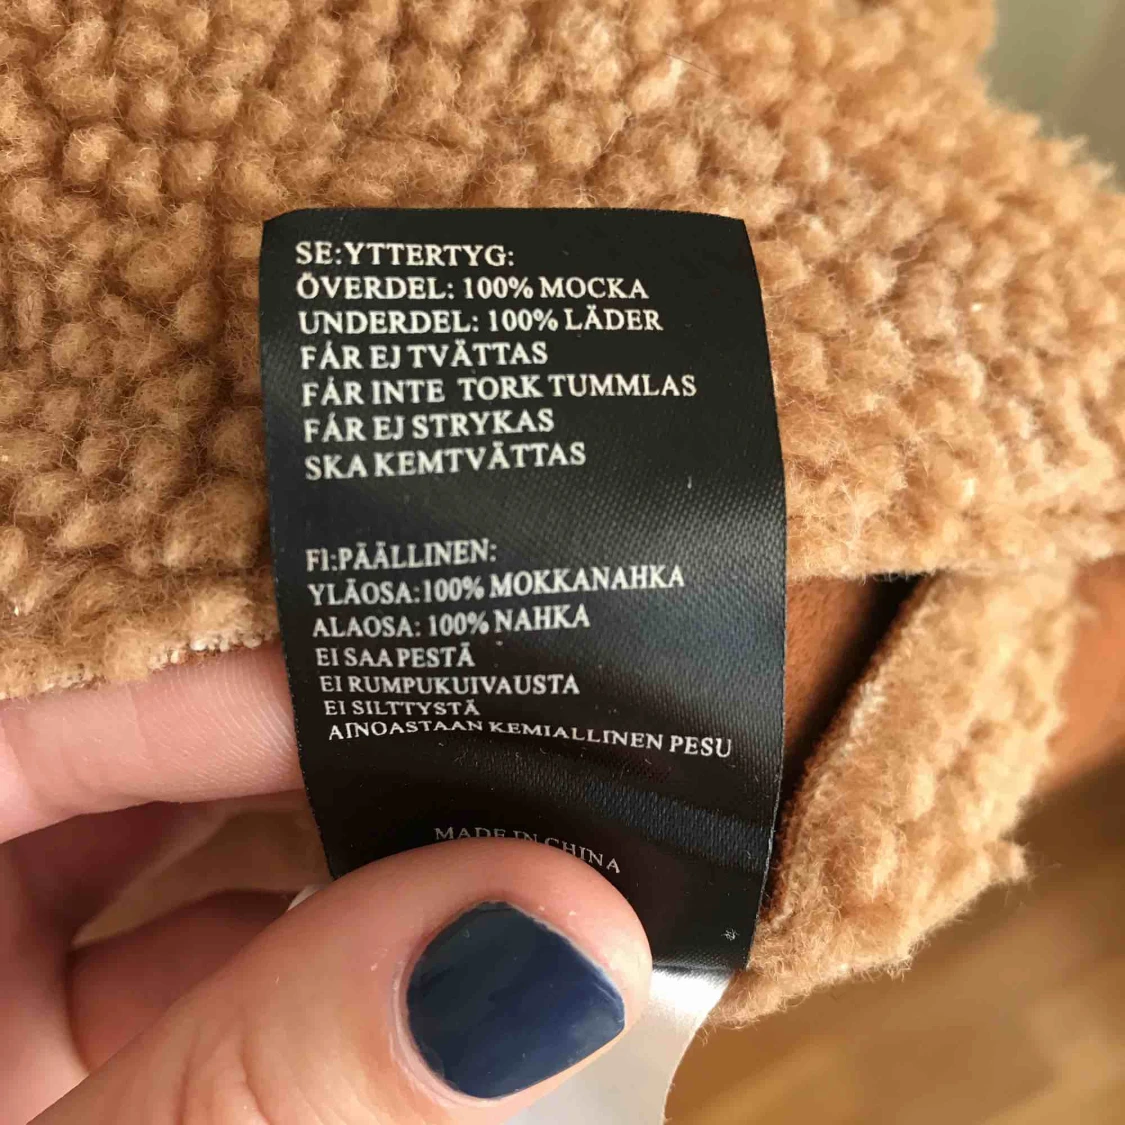 SE:YTTERTYG:
ÖVERDEL: 100% MOCKA
UNDERDEL: 100% LÄDER
FÅR EJ TVÄTTAS
FÅR INTE TORK TUMMLAS
FÅR EJ STRYKAS
SKA KEMTVÄTTAS
FI:PÄÄLLINEN:
YLÄOSA:100% MOKKANAHKA
ALAOSA: 100% NAHKA
EI SAA PESTÄ
EI RUMPUKUIVAUSTA
EI SILTTYSTÄ
AINOASTAAN KEMIALLINEN PESU
MADE IN CHINA